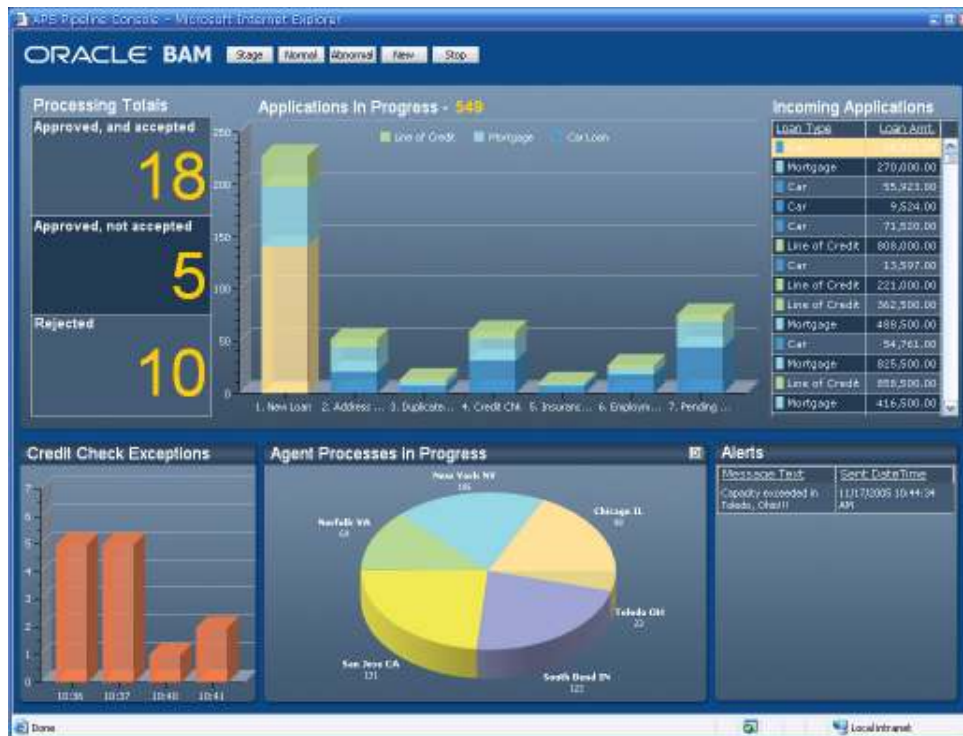 APS Pipeline Console - Microsoft Internet Explorer
ORACLE BAM
Stage Normal Abnormal New Stop
Processing Totals
Approved, and accepted
18
Approved, not accepted
5
Rejected
10
Applications In Progress - 549
Line of Credit Mortgage Car Loan
250
200
150
100
50
0
1. New Loan 2. Address ... 3. Duplicate... 4. Credit Chk 5. Insuranc... 6. Employm... 7. Pending ...
Incoming Applications
Loan Type Loan Amt.
Mortgage 270,000.00
Car 55,923.00
Car 9,524.00
Car 71,520.00
Line of Credit 808,000.00
Car 13,597.00
Line of Credit 221,000.00
Line of Credit 362,500.00
Mortgage 488,500.00
Car 54,761.00
Mortgage 825,500.00
Line of Credit 858,500.00
Mortgage 416,500.00
Credit Check Exceptions
7
6
5
4
3
2
1
0
10:36 10:37 10:40 10:41
Agent Processes In Progress
New York NY
Chicago IL
Norfolk VA
Toledo OH
San Jose CA
131
South Bend IN
122
Alerts
Message Text Sent DateTime
Capacity exceeded in Toledo, Ohio!!! 11/17/2005 10:44:34 AM
Done Local intranet